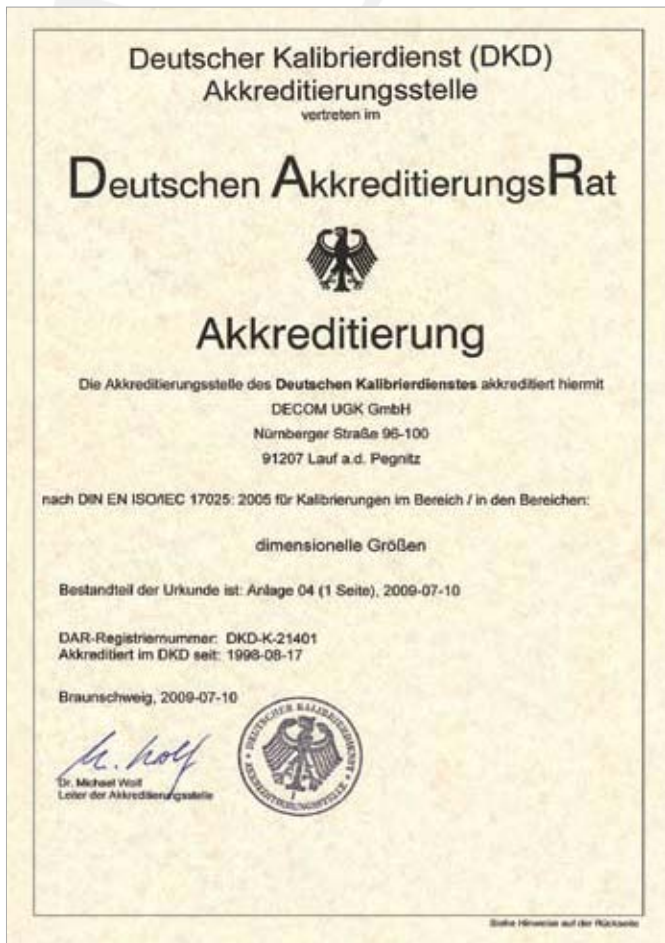 Deutscher Kalibrierdienst (DKD)
Akkreditierungsstelle
vertreten im
Deutschen AkkreditierungsRat
Akkreditierung
Die Akkreditierungsstelle des Deutschen Kalibrierdienstes akkreditiert hiermit
DECOM UGK GmbH
Nürnberger Straße 96-100
91207 Lauf a.d. Pegnitz
nach DIN EN ISO/IEC 17025: 2005 für Kalibrierungen im Bereich / in den Bereichen:
dimensionelle Größen
Bestandteil der Urkunde ist: Anlage 04 (1 Seite), 2009-07-10
DAR-Registriernummer: DKD-K-21401
Akkreditiert im DKD seit: 1998-08-17
Braunschweig, 2009-07-10
DEUTSCHER KALIBRIERDIENST
AKKREDITIERUNGSSTELLE
Dr. Michael Wolf
Leiter der Akkreditierungsstelle
Siehe Hinweise auf der Rückseite